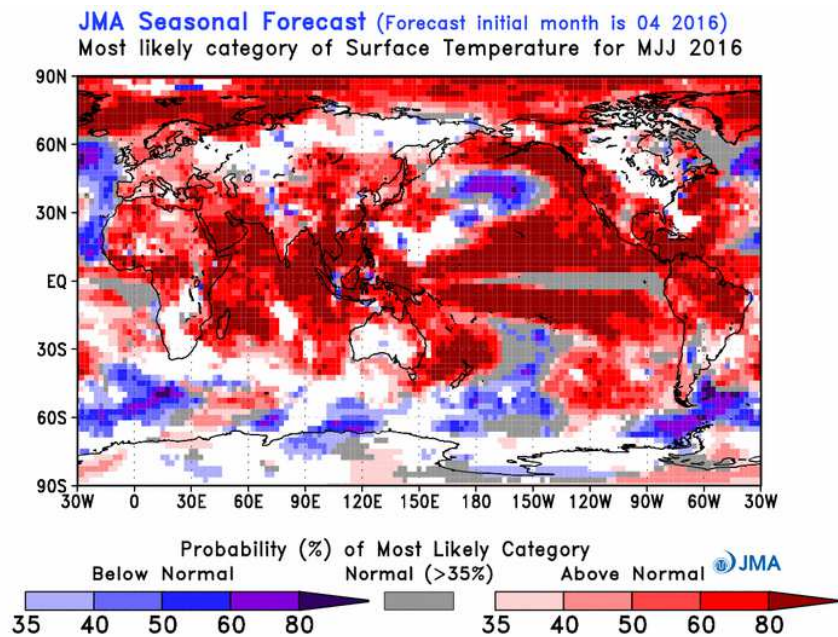 JMA Seasonal Forecast (Forecast initial month is 04 2016)
Most likely category of Surface Temperature for MJJ 2016
90N
60N
30N
EQ
30S
60S
90S
30W 0 30E 60E 90E 120E 150E 180 150W 120W 90W 60W 30W
Probability (%) of Most Likely Category
Below Normal Normal (>35%) Above Normal
JMA
35 40 50 60 80 35 40 50 60 80